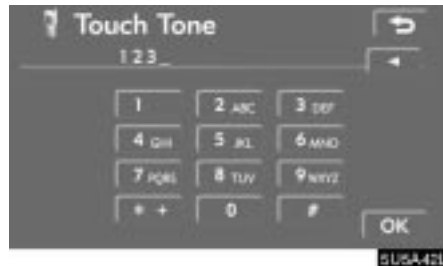 Touch Tone
123_
1 2 ABC 3 DEF
4 GHI 5 JKL 6 MNO
7 PQRS 8 TUV 9 WXYZ
* + 0 #
OK
SU5A421